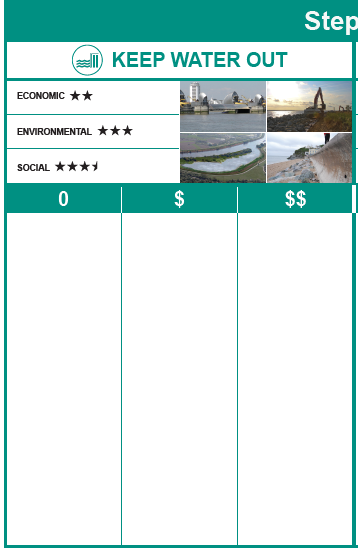 Step
KEEP WATER OUT
ECONOMIC ★★
ENVIRONMENTAL ★★★
SOCIAL ★★★⯨
0 $ $$